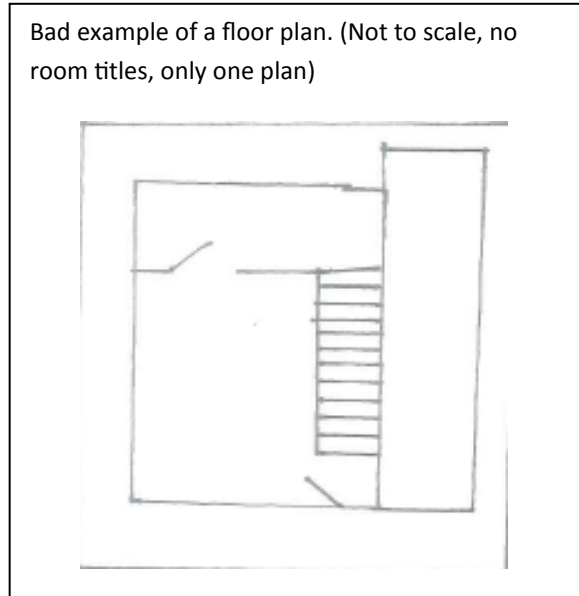 Bad example of a floor plan. (Not to scale, no
room titles, only one plan)